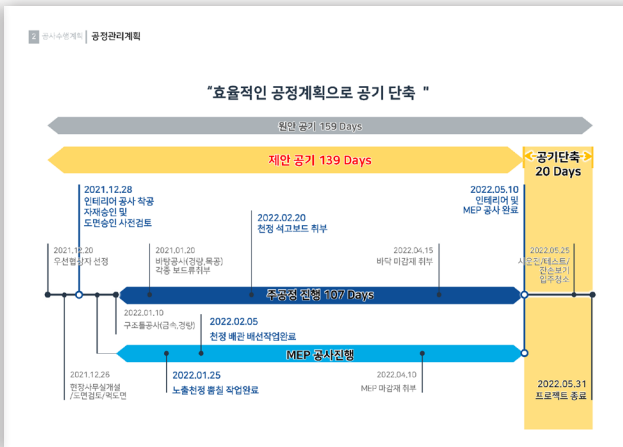 2 공사수행계획 공정관리계획
"효율적인 공정계획으로 공기 단축 "
원안 공기 159 Days
제안 공기 139 Days
공기단축
20 Days
2021.12.28
인테리어 공사 착공
자재승인 및
도면승인 사전검토
2022.05.10
인테리어 및
MEP 공사 완료
2022.02.20
천정 석고보드 취부
2021.12.20
우선협상자 선정
2021.01.20
바탕공사(경량,목공)
각종 보드류취부
2022.04.15
바닥 마감재 취부
2022.05.25
시운전/테스트/
잔손보기
입주청소
주공정 진행 107 Days
2022.01.10
구조틀공사(금속,경량)
2022.02.05
천정 배관 배선작업완료
MEP 공사진행
2021.12.26
현장사무실개설
/도면검토/먹도면
2022.01.25
노출천정 뿜칠 작업완료
2022.04.10
MEP 마감재 취부
2022.05.31
프로젝트 종료